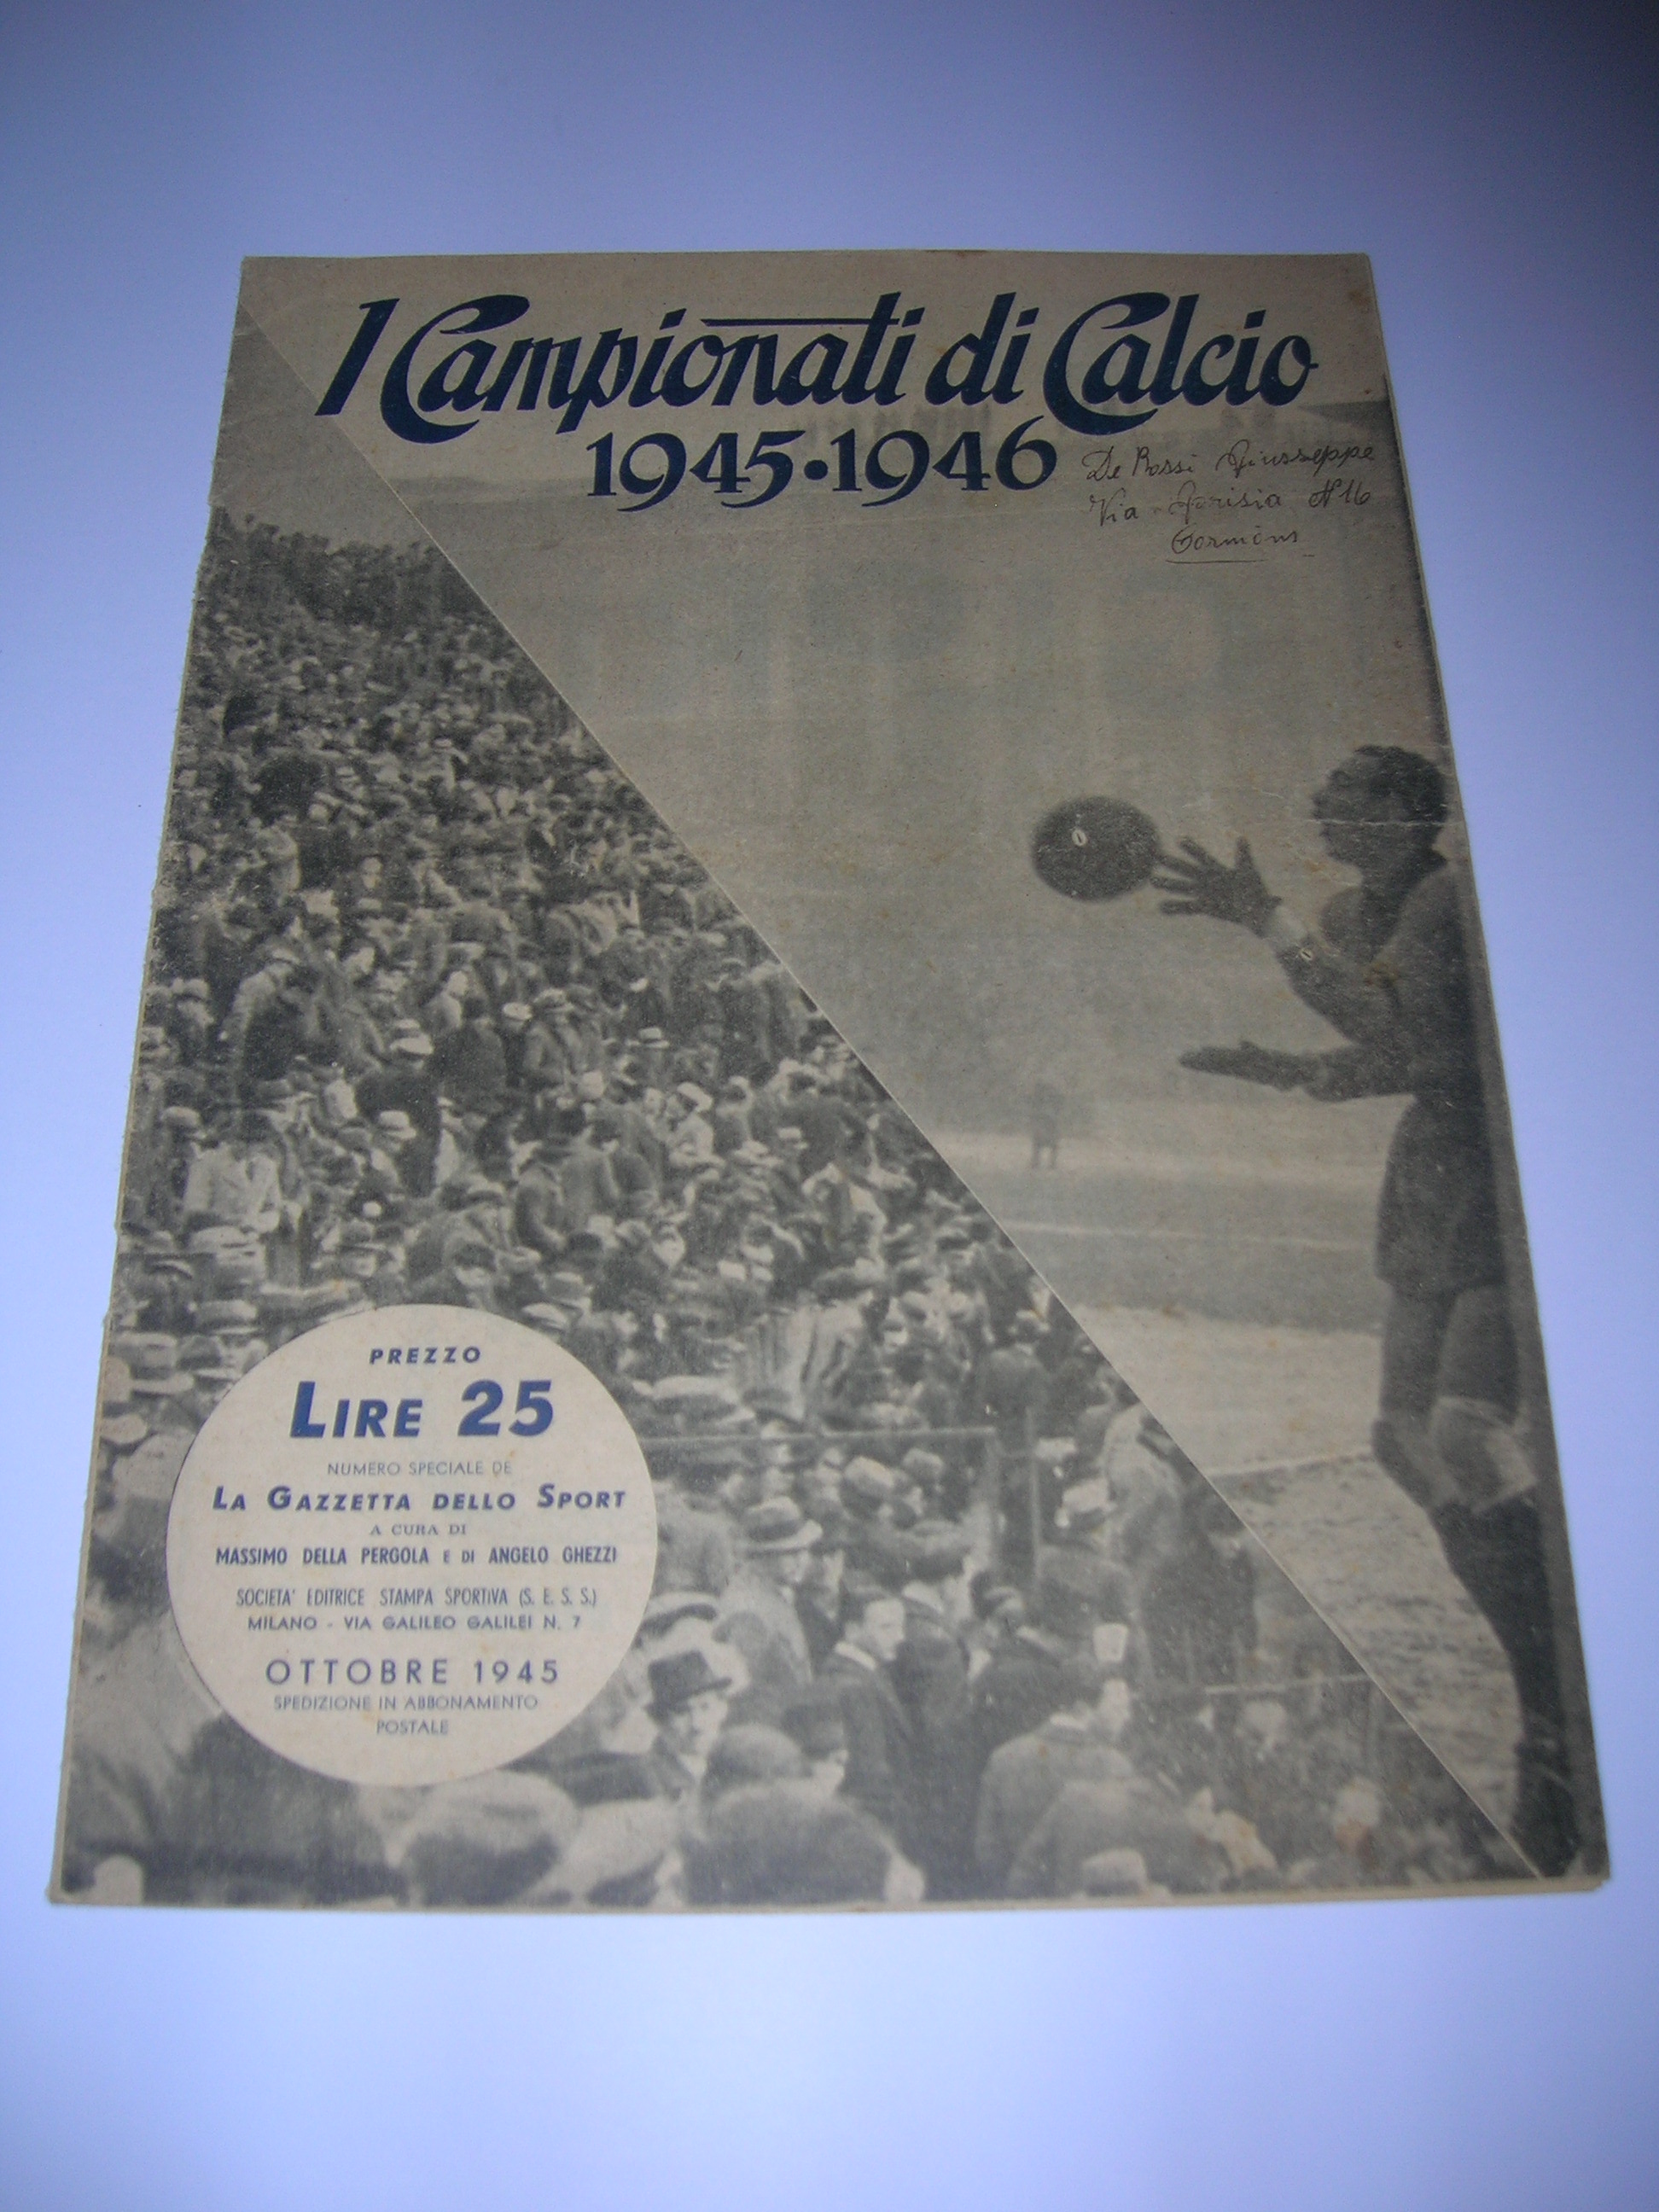 I Campionati di Calcio
1945·1946
De Rossi Giusseppe
Via Gorisia N 16
Cormons
PREZZO
LIRE 25
NUMERO SPECIALE DE
LA GAZZETTA DELLO SPORT
A CURA DI
MASSIMO DELLA PERGOLA E DI ANGELO GHEZZI
SOCIETA' EDITRICE STAMPA SPORTIVA (S. E. S. S.)
MILANO - VIA GALILEO GALILEI N. 7
OTTOBRE 1945
SPEDIZIONE IN ABBONAMENTO
POSTALE